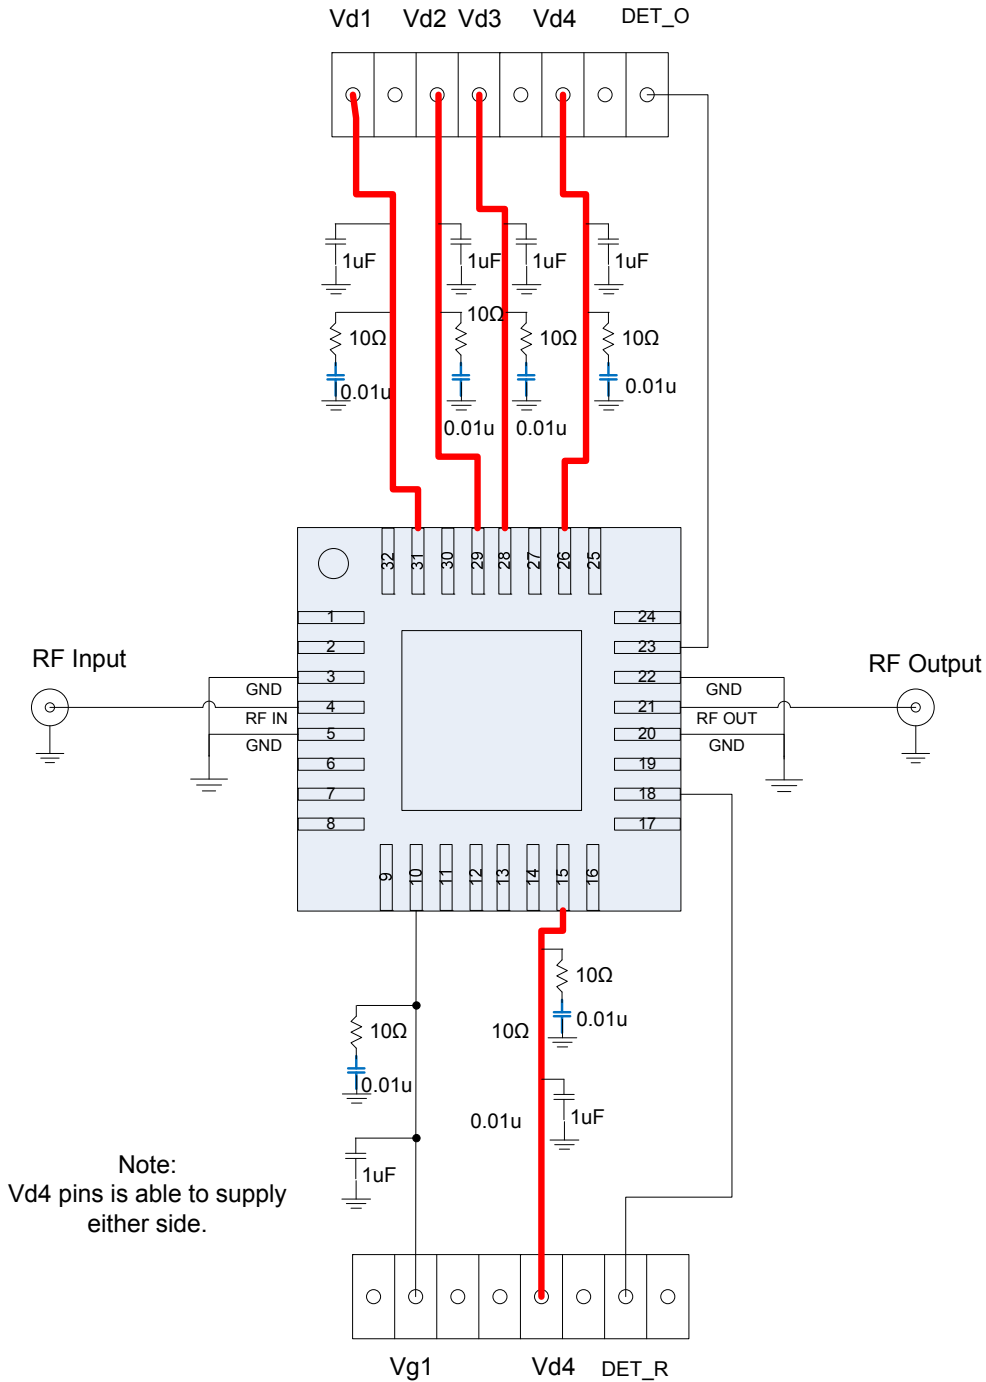 Vd1 Vd2 Vd3 Vd4 DET_O
1uF 1uF 1uF 1uF
10Ω
10Ω 10Ω 10Ω 10Ω
0.01u 0.01u
0.01u 0.01u
32 31 30 29 28 27 26 25
1 24
2 23
RF Input RF Output
3 22
GND GND
4 21
RF IN RF OUT
5 20
GND GND
6 19
7 18
8 17
9 10 11 12 13 14 15 16
10Ω
0.01u
10Ω 10Ω
0.01u
0.01u 1uF
Note:
1uF
Vd4 pins is able to supply
either side.
Vg1 Vd4 DET_R